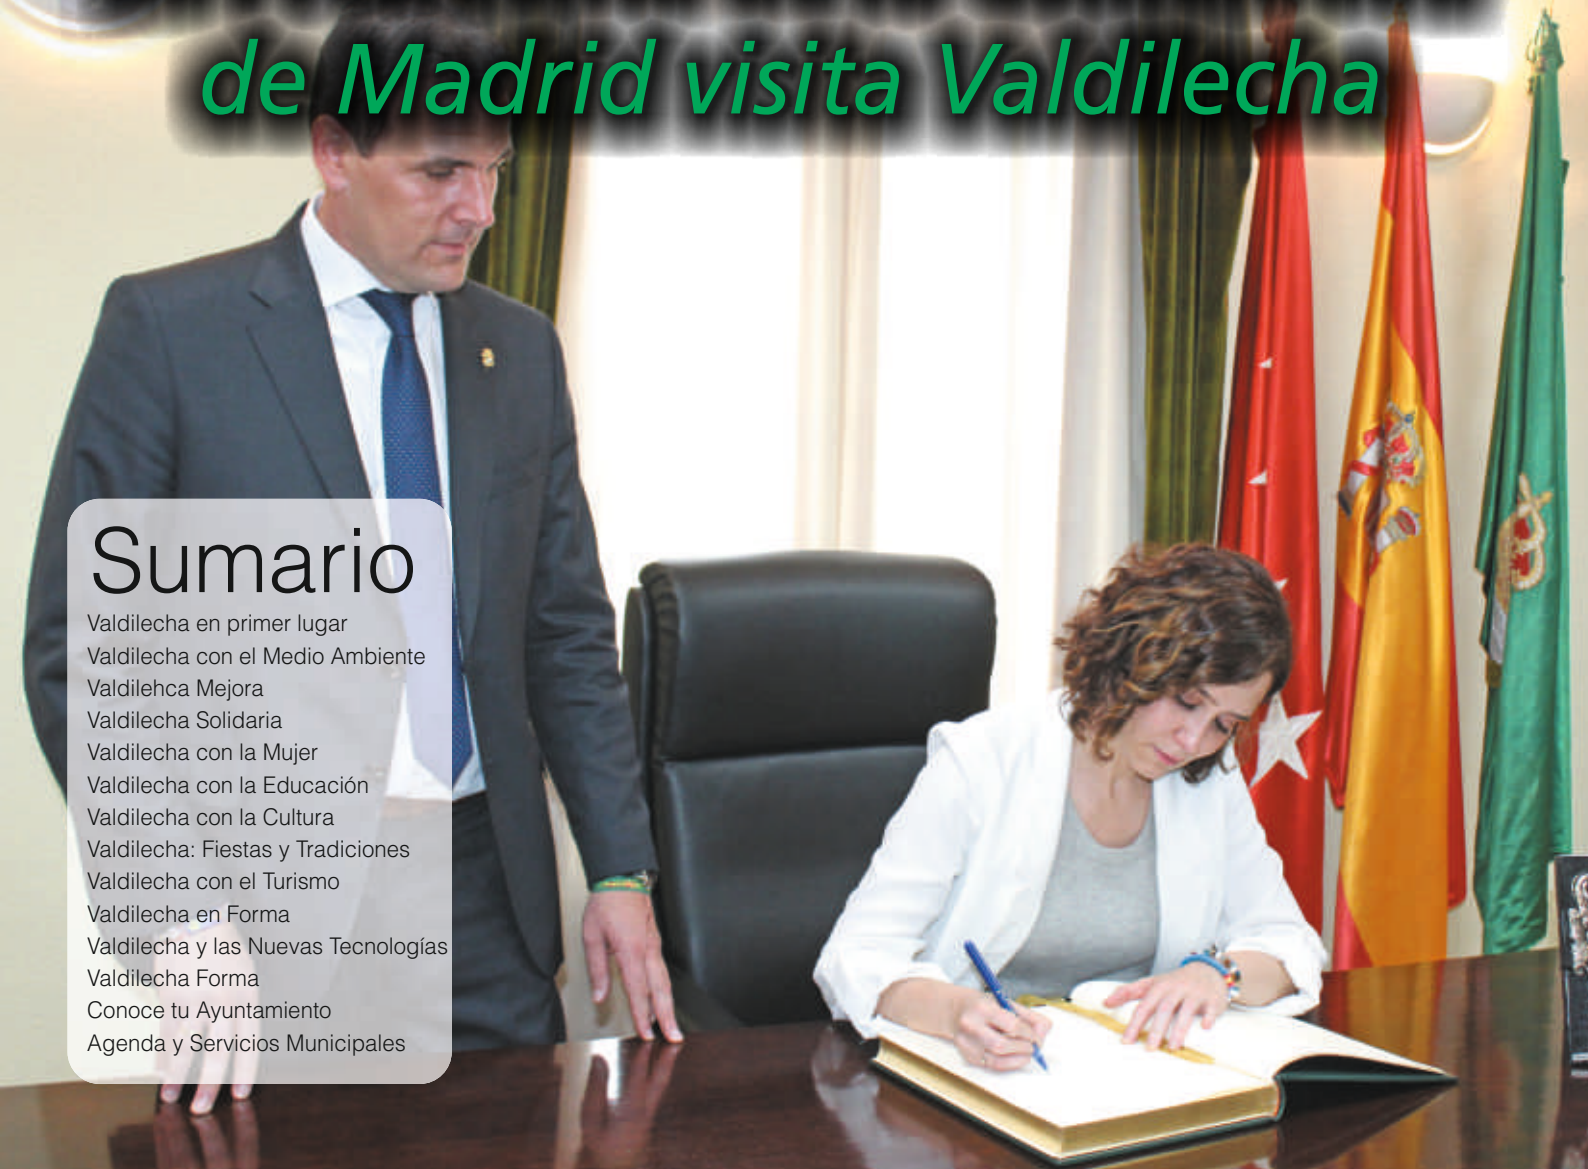 de Madrid visita Valdilecha
Sumario
Valdilecha en primer lugar
Valdilecha con el Medio Ambiente
Valdilehca Mejora
Valdilecha Solidaria
Valdilecha con la Mujer
Valdilecha con la Educación
Valdilecha con la Cultura
Valdilecha: Fiestas y Tradiciones
Valdilecha con el Turismo
Valdilecha en Forma
Valdilecha y las Nuevas Tecnologías
Valdilecha Forma
Conoce tu Ayuntamiento
Agenda y Servicios Municipales